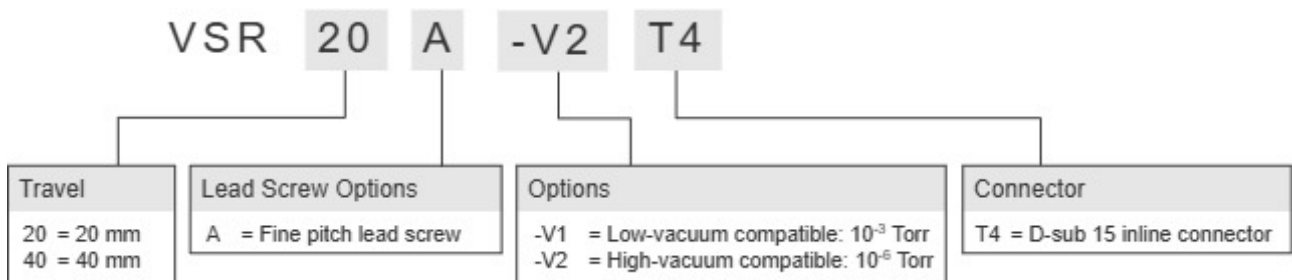 VSR 20 A -V2 T4
Travel
20 = 20 mm
40 = 40 mm
Lead Screw Options
A = Fine pitch lead screw
Options
-V1 = Low-vacuum compatible: 10⁻³ Torr
-V2 = High-vacuum compatible: 10⁻⁶ Torr
Connector
T4 = D-sub 15 inline connector